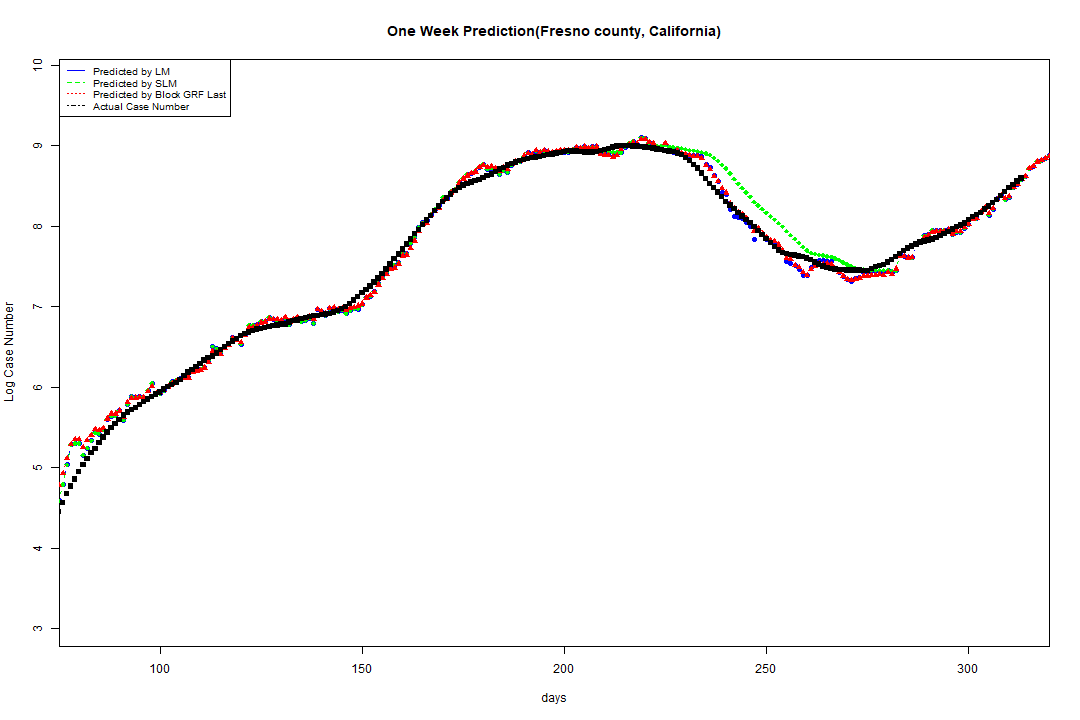 One Week Prediction(Fresno county, California)
Predicted by LM
Predicted by SLM
Predicted by Block GRF Last
Actual Case Number
10
9
8
7
6
5
4
3
Log Case Number
100 150 200 250 300
days